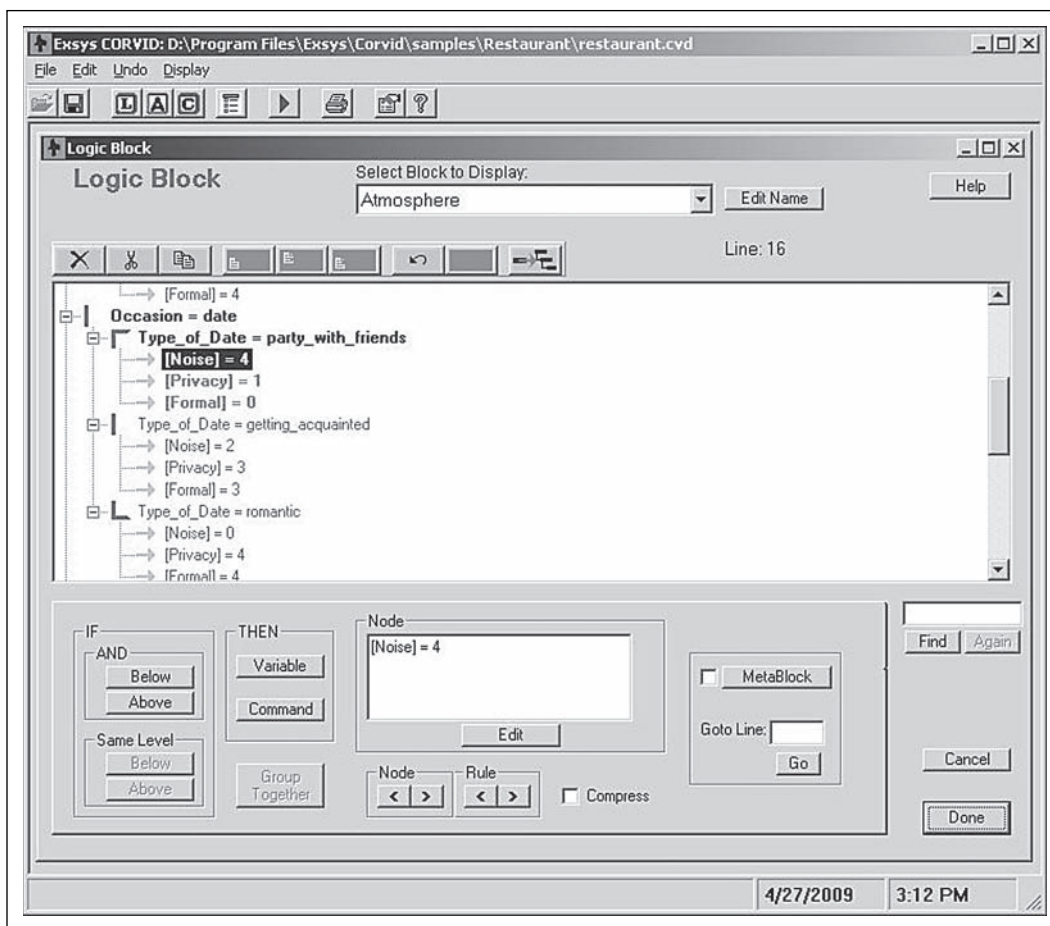 Exsys CORVID: D:\Program Files\Exsys\Corvid\samples\Restaurant\restaurant.cvd
File Edit Undo Display
L A C
Logic Block
Logic Block
Select Block to Display:
Atmosphere
Edit Name
Help
Line: 16
[Formal] = 4
Occasion = date
Type_of_Date = party_with_friends
[Noise] = 4
[Privacy] = 1
[Formal] = 0
Type_of_Date = getting_acquainted
[Noise] = 2
[Privacy] = 3
[Formal] = 3
Type_of_Date = romantic
[Noise] = 0
[Privacy] = 4
[Formal] = 4
IF
AND
Below
Above
Same Level
Below
Above
THEN
Variable
Command
Group
Together
Node
[Noise] = 4
Edit
Node
< >
Rule
< >
Compress
MetaBlock
Goto Line:
Go
Find Again
Cancel
Done
4/27/2009 3:12 PM